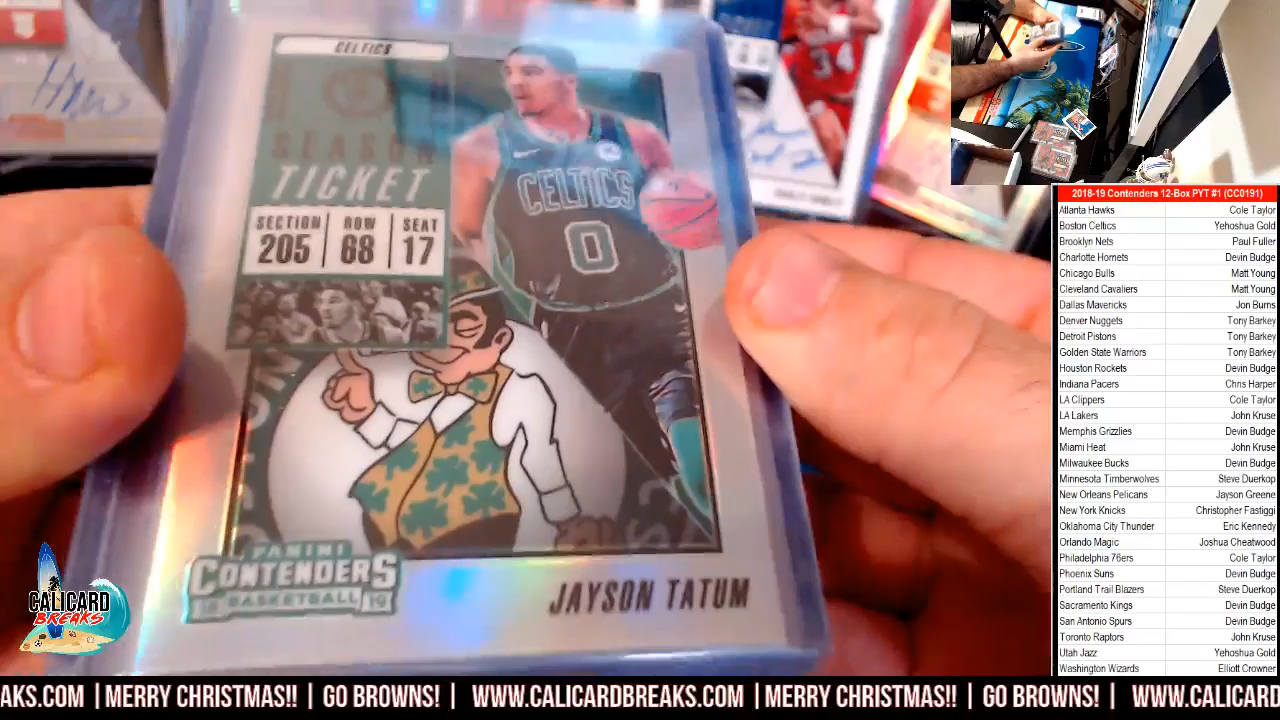 CELTICS
SEASON
TICKET
SECTION ROW SEAT
205 68 17
CELTICS
0
34
PANINI
CONTENDERS
18 BASKETBALL 19
JAYSON TATUM
CALICARD
BREAKS
2018-19 Contenders 12-Box PYT #1 (CC0191)
Atlanta Hawks Cole Taylor
Boston Celtics Yehoshua Gold
Brooklyn Nets Paul Fuller
Charlotte Hornets Devin Budge
Chicago Bulls Matt Young
Cleveland Cavaliers Matt Young
Dallas Mavericks Jon Burns
Denver Nuggets Tony Barkey
Detroit Pistons Tony Barkey
Golden State Warriors Tony Barkey
Houston Rockets Devin Budge
Indiana Pacers Chris Harper
LA Clippers Cole Taylor
LA Lakers John Kruse
Memphis Grizzlies Devin Budge
Miami Heat John Kruse
Milwaukee Bucks Devin Budge
Minnesota Timberwolves Steve Duerkop
New Orleans Pelicans Jayson Greene
New York Knicks Christopher Fastiggi
Oklahoma City Thunder Eric Kennedy
Orlando Magic Joshua Cheatwood
Philadelphia 76ers Cole Taylor
Phoenix Suns Devin Budge
Portland Trail Blazers Steve Duerkop
Sacramento Kings Devin Budge
San Antonio Spurs Devin Budge
Toronto Raptors John Kruse
Utah Jazz Yehoshua Gold
Washington Wizards Elliott Crowner
AKS.COM | MERRY CHRISTMAS!! | GO BROWNS! | WWW.CALICARDBREAKS.COM | MERRY CHRISTMAS!! | GO BROWNS! | WWW.CALICARD